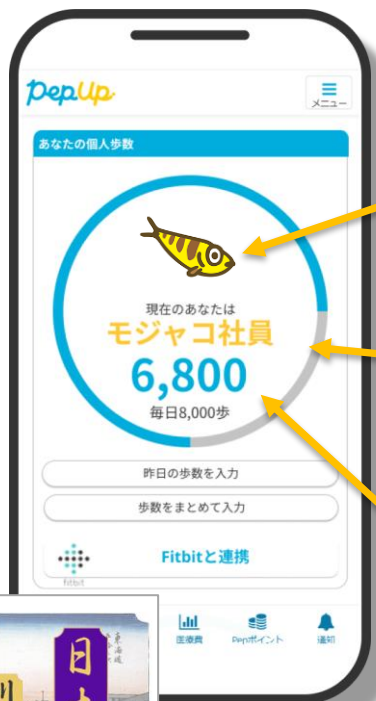 PepUp
メニュー
あなたの個人歩数
現在のあなたは
モジャコ社員
6,800
毎日8,000歩
昨日の歩数を入力
歩数をまとめて入力
fitbit
Fitbitと連携
医療費
Pepポイント
通知
東海道
日